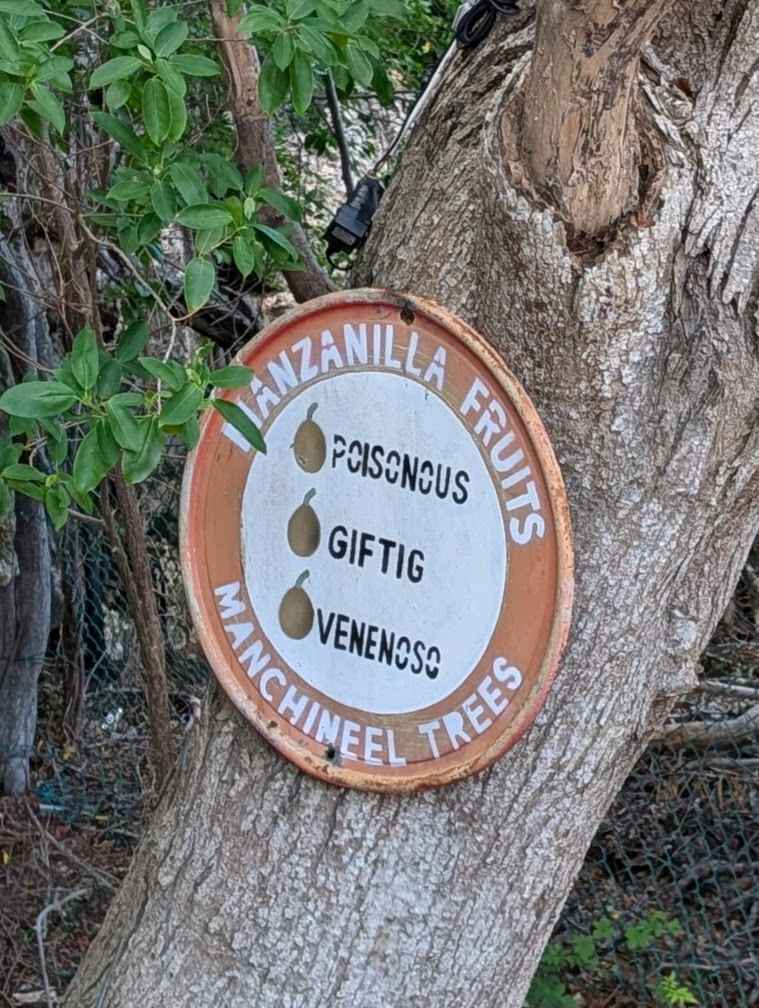 MANZANILLA FRUITS
POISONOUS
GIFTIG
VENENOSO
MANCHINEEL TREES